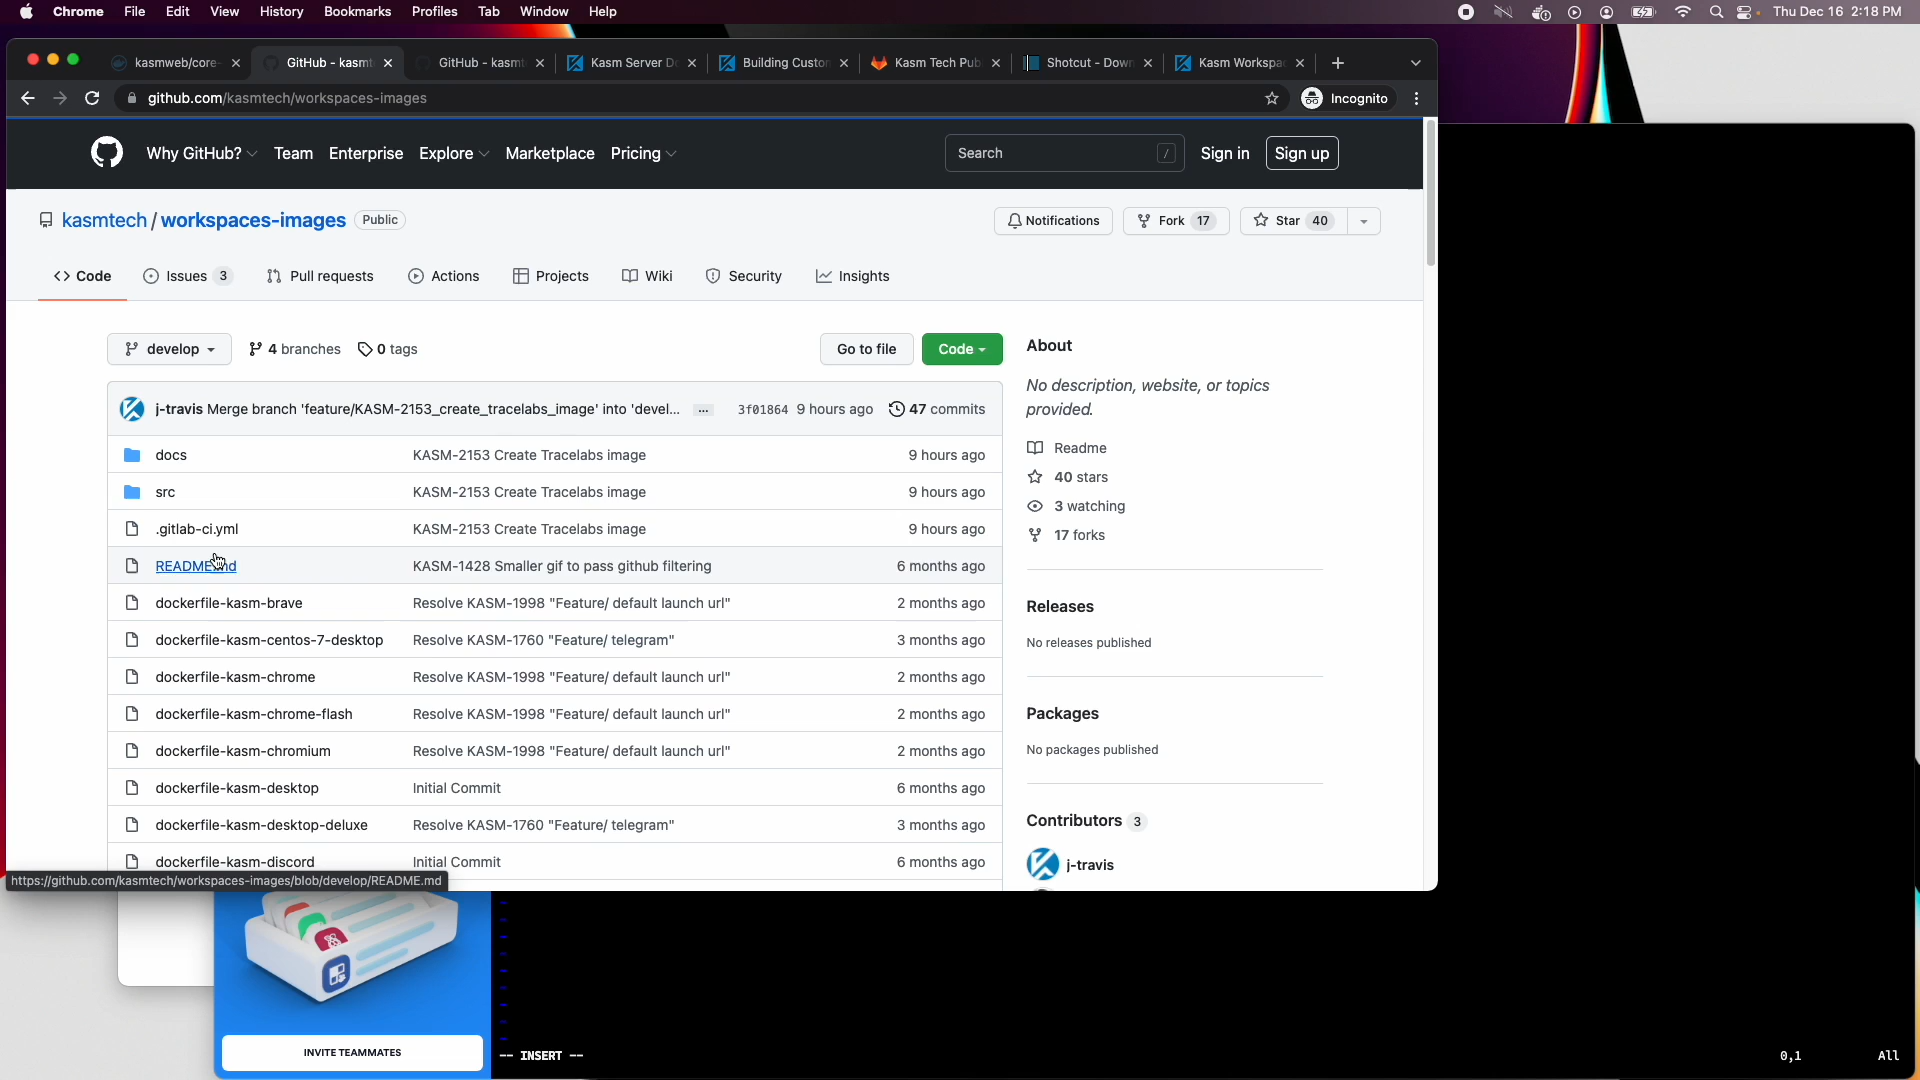 Chrome File Edit View History Bookmarks Profiles Tab Window Help Thu Dec 16 2:18 PM
kasmweb/core- GitHub - kasmt GitHub - kasmt Kasm Server D Building Custon Kasm Tech Pub Shotcut - Down Kasm Workspac
github.com/kasmtech/workspaces-images Incognito
Why GitHub? Team Enterprise Explore Marketplace Pricing Search / Sign in Sign up
kasmtech / workspaces-images Public Notifications Fork 17 Star 40
<> Code Issues 3 Pull requests Actions Projects Wiki Security Insights
develop 4 branches 0 tags Go to file Code
About
No description, website, or topics
provided.
j-travis Merge branch 'feature/KASM-2153_create_tracelabs_image' into 'devel... ... 3f01864 9 hours ago 47 commits
docs KASM-2153 Create Tracelabs image 9 hours ago
src KASM-2153 Create Tracelabs image 9 hours ago
.gitlab-ci.yml KASM-2153 Create Tracelabs image 9 hours ago
README.md KASM-1428 Smaller gif to pass github filtering 6 months ago
dockerfile-kasm-brave Resolve KASM-1998 "Feature/ default launch url" 2 months ago
dockerfile-kasm-centos-7-desktop Resolve KASM-1760 "Feature/ telegram" 3 months ago
dockerfile-kasm-chrome Resolve KASM-1998 "Feature/ default launch url" 2 months ago
dockerfile-kasm-chrome-flash Resolve KASM-1998 "Feature/ default launch url" 2 months ago
dockerfile-kasm-chromium Resolve KASM-1998 "Feature/ default launch url" 2 months ago
dockerfile-kasm-desktop Initial Commit 6 months ago
dockerfile-kasm-desktop-deluxe Resolve KASM-1760 "Feature/ telegram" 3 months ago
dockerfile-kasm-discord Initial Commit 6 months ago
Readme
40 stars
3 watching
17 forks
Releases
No releases published
Packages
No packages published
Contributors 3
j-travis
https://github.com/kasmtech/workspaces-images/blob/develop/README.md
INVITE TEAMMATES
-- INSERT -- 0,1 All